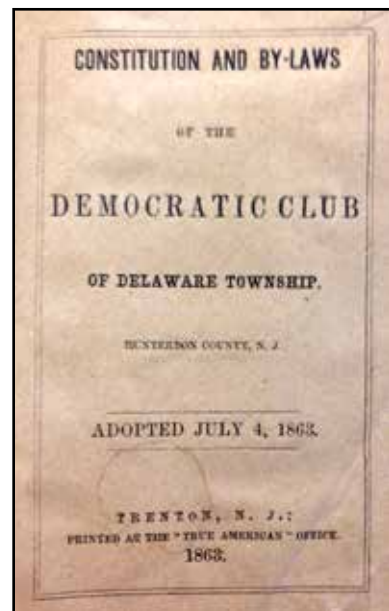 CONSTITUTION AND BY-LAWS
OF THE
DEMOCRATIC CLUB
OF DELAWARE TOWNSHIP.
HUNTERDON COUNTY, N. J.
ADOPTED JULY 4, 1863.
TRENTON, N. J.:
PRINTED AT THE "TRUE AMERICAN" OFFICE.
1863.